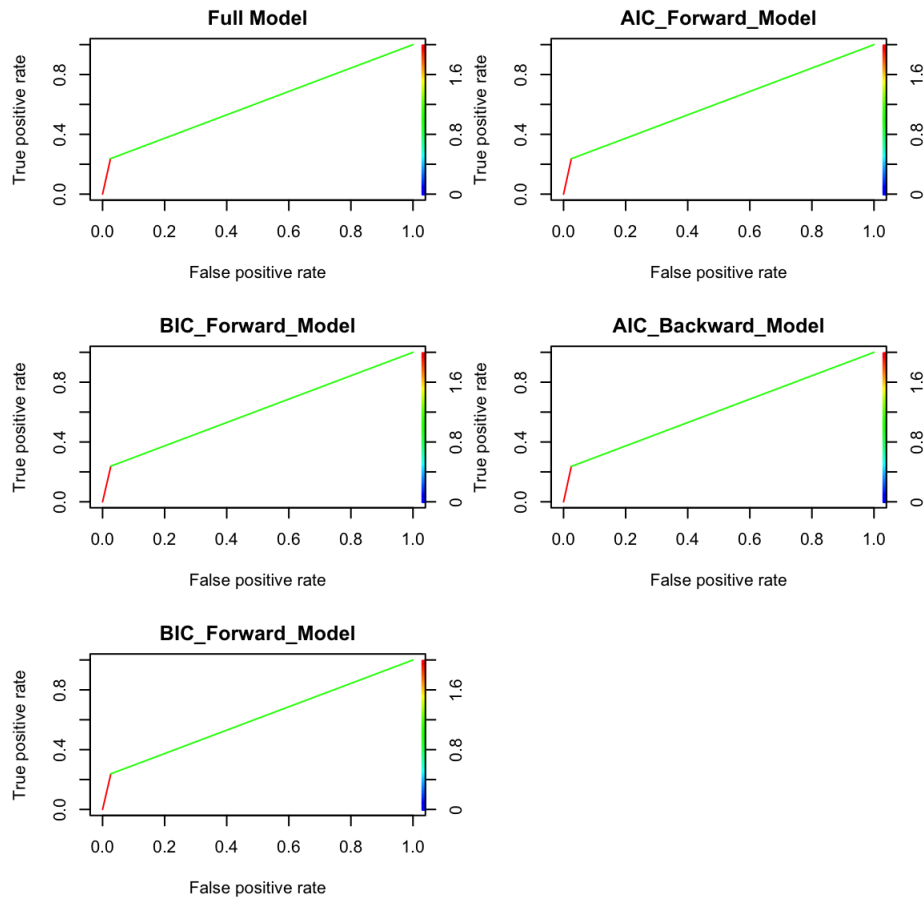 Full Model
True positive rate
0.0 0.4 0.8
0 0.8 1.6
0.0 0.2 0.4 0.6 0.8 1.0
False positive rate
AIC_Forward_Model
True positive rate
0.0 0.4 0.8
0 0.8 1.6
0.0 0.2 0.4 0.6 0.8 1.0
False positive rate
BIC_Forward_Model
True positive rate
0.0 0.4 0.8
0 0.8 1.6
0.0 0.2 0.4 0.6 0.8 1.0
False positive rate
AIC_Backward_Model
True positive rate
0.0 0.4 0.8
0 0.8 1.6
0.0 0.2 0.4 0.6 0.8 1.0
False positive rate
BIC_Forward_Model
True positive rate
0.0 0.4 0.8
0 0.8 1.6
0.0 0.2 0.4 0.6 0.8 1.0
False positive rate